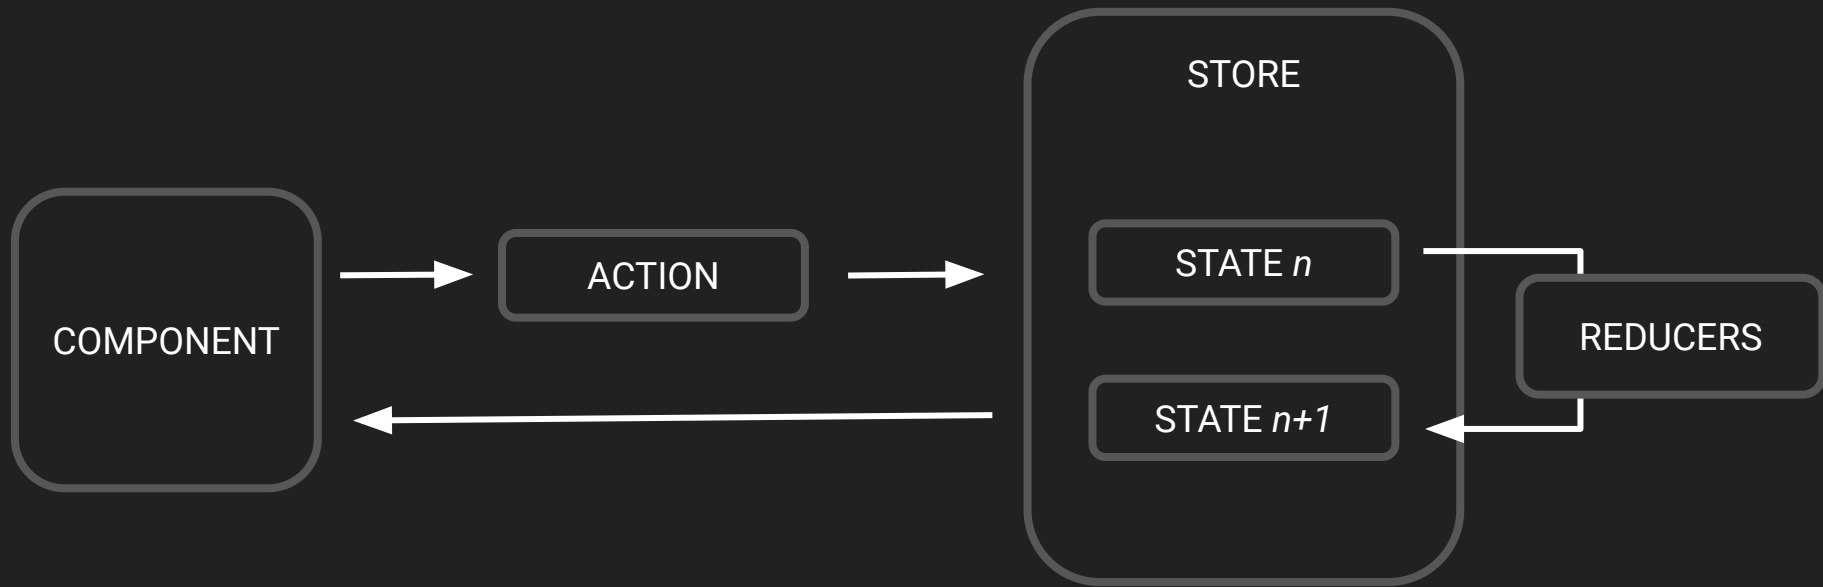 STORE
COMPONENT
ACTION
STATE n
STATE n+1
REDUCERS